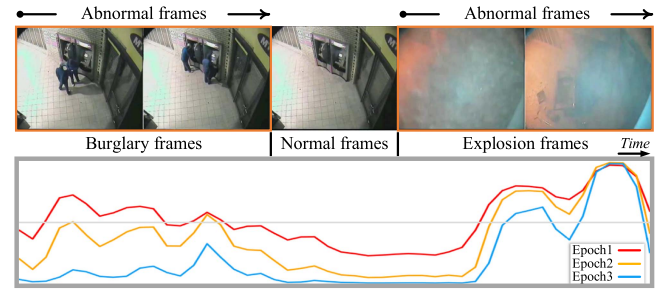 Abnormal frames
Abnormal frames
Burglary frames
Normal frames
Explosion frames
Time
Epoch1
Epoch2
Epoch3